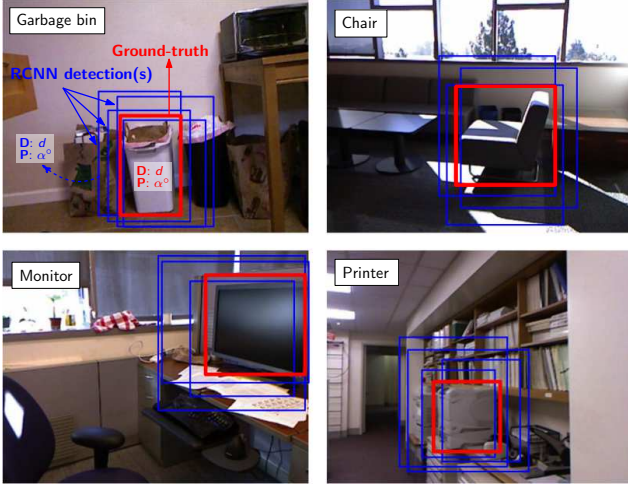 Garbage bin
Ground-truth
RCNN detection(s)
D: d
P: α°
D: d
P: α°
Chair
Monitor
Printer